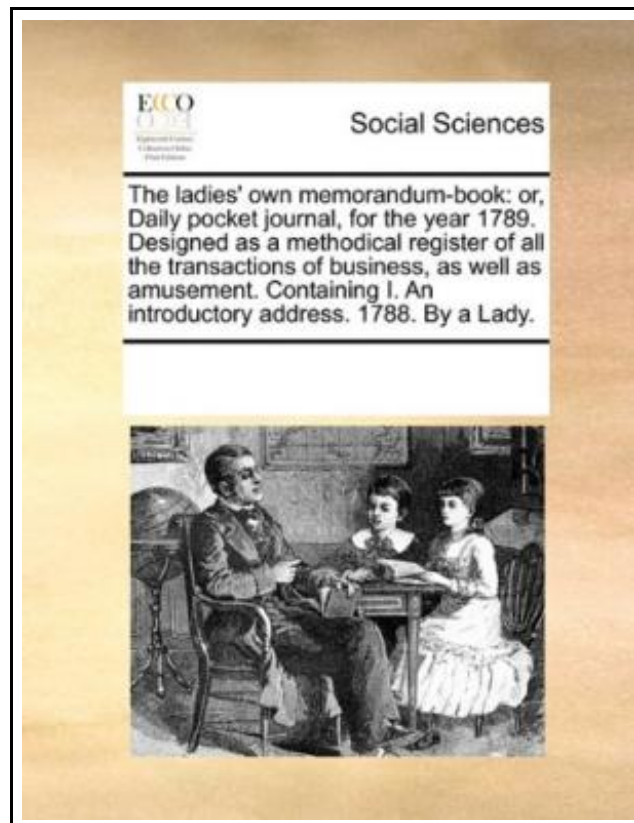 ECCO
Social Sciences
The ladies' own memorandum-book: or,
Daily pocket journal, for the year 1789.
Designed as a methodical register of all
the transactions of business, as well as
amusement. Containing I. An
introductory address. 1788. By a Lady.